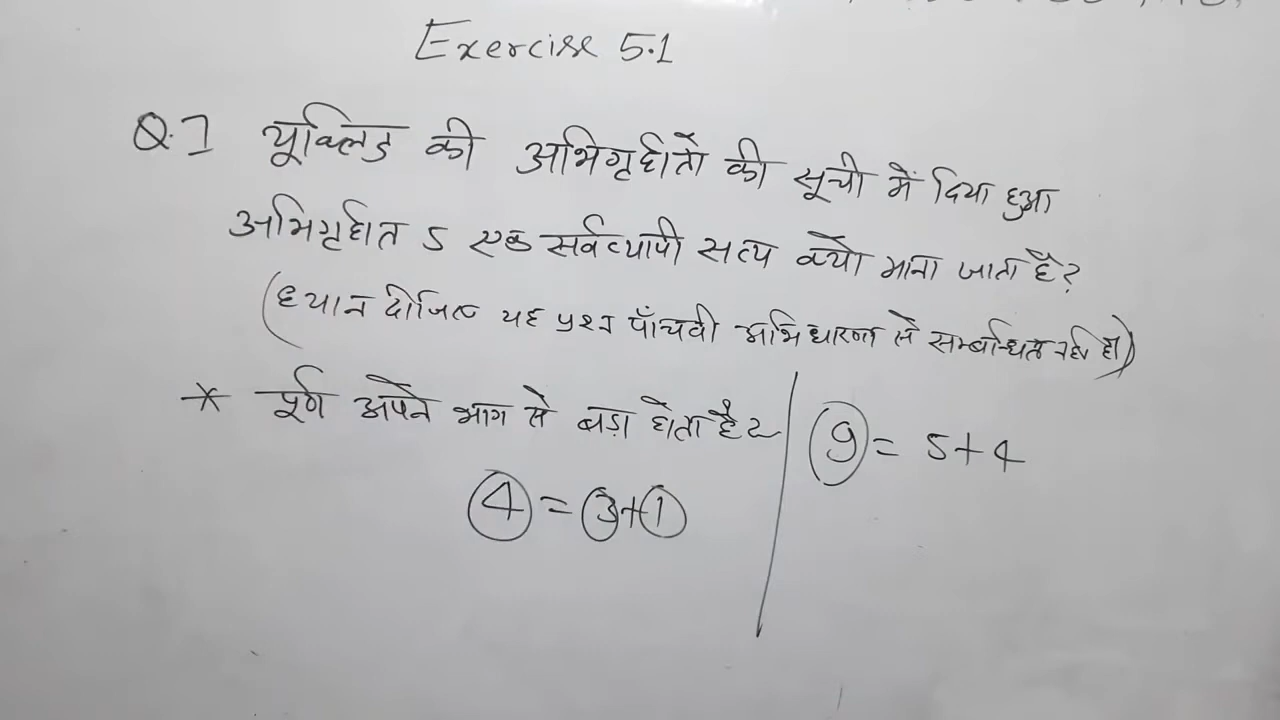 Exercise 5.1
Q.1 यूक्लिड की अभिगृहीतों की सूची में दिया हुआ
अभिगृहीत 5 एक सर्वव्यापी सत्य क्यों माना जाता है?
(ध्यान दीजिए यह प्रश्न पाँचवी अभिधारणा से सम्बन्धित नहीं है)
* पूर्ण अपने भाग से बड़ा होता है
4 = 3+1
9 = 5+4